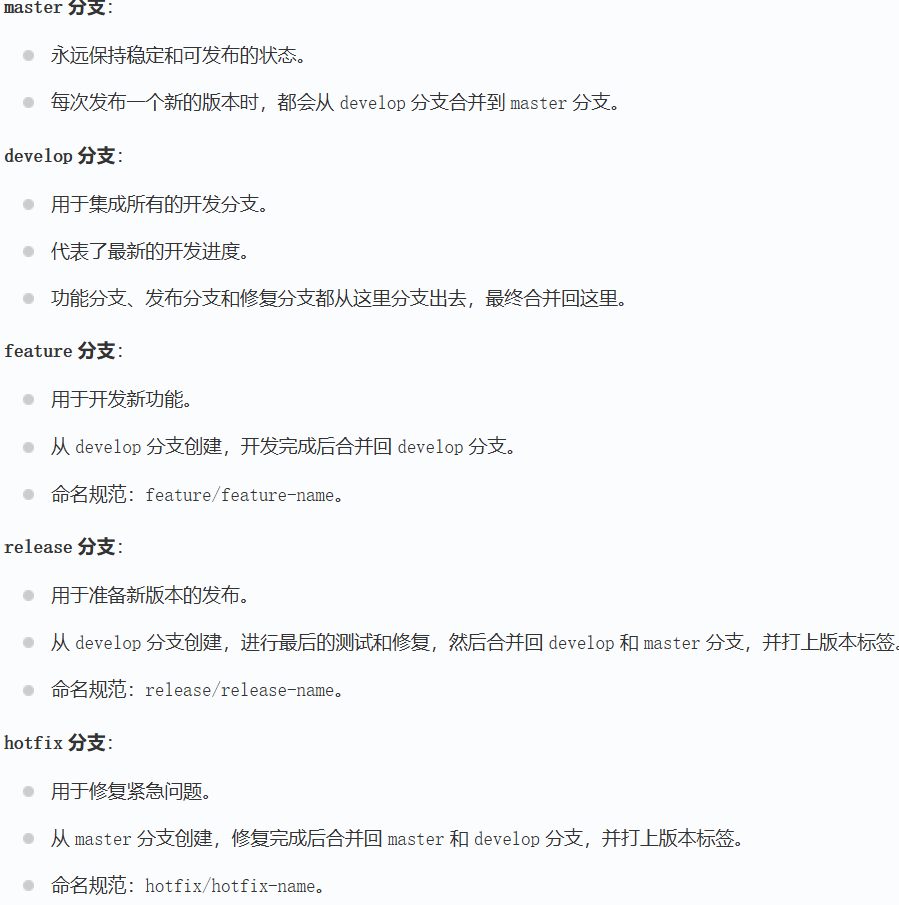 master 分支：
永远保持稳定和可发布的状态。
每次发布一个新的版本时，都会从 develop 分支合并到 master 分支。
develop 分支：
用于集成所有的开发分支。
代表了最新的开发进度。
功能分支、发布分支和修复分支都从这里分支出去，最终合并回这里。
feature 分支：
用于开发新功能。
从 develop 分支创建，开发完成后合并回 develop 分支。
命名规范：feature/feature-name。
release 分支：
用于准备新版本的发布。
从 develop 分支创建，进行最后的测试和修复，然后合并回 develop 和 master 分支，并打上版本标签。
命名规范：release/release-name。
hotfix 分支：
用于修复紧急问题。
从 master 分支创建，修复完成后合并回 master 和 develop 分支，并打上版本标签。
命名规范：hotfix/hotfix-name。